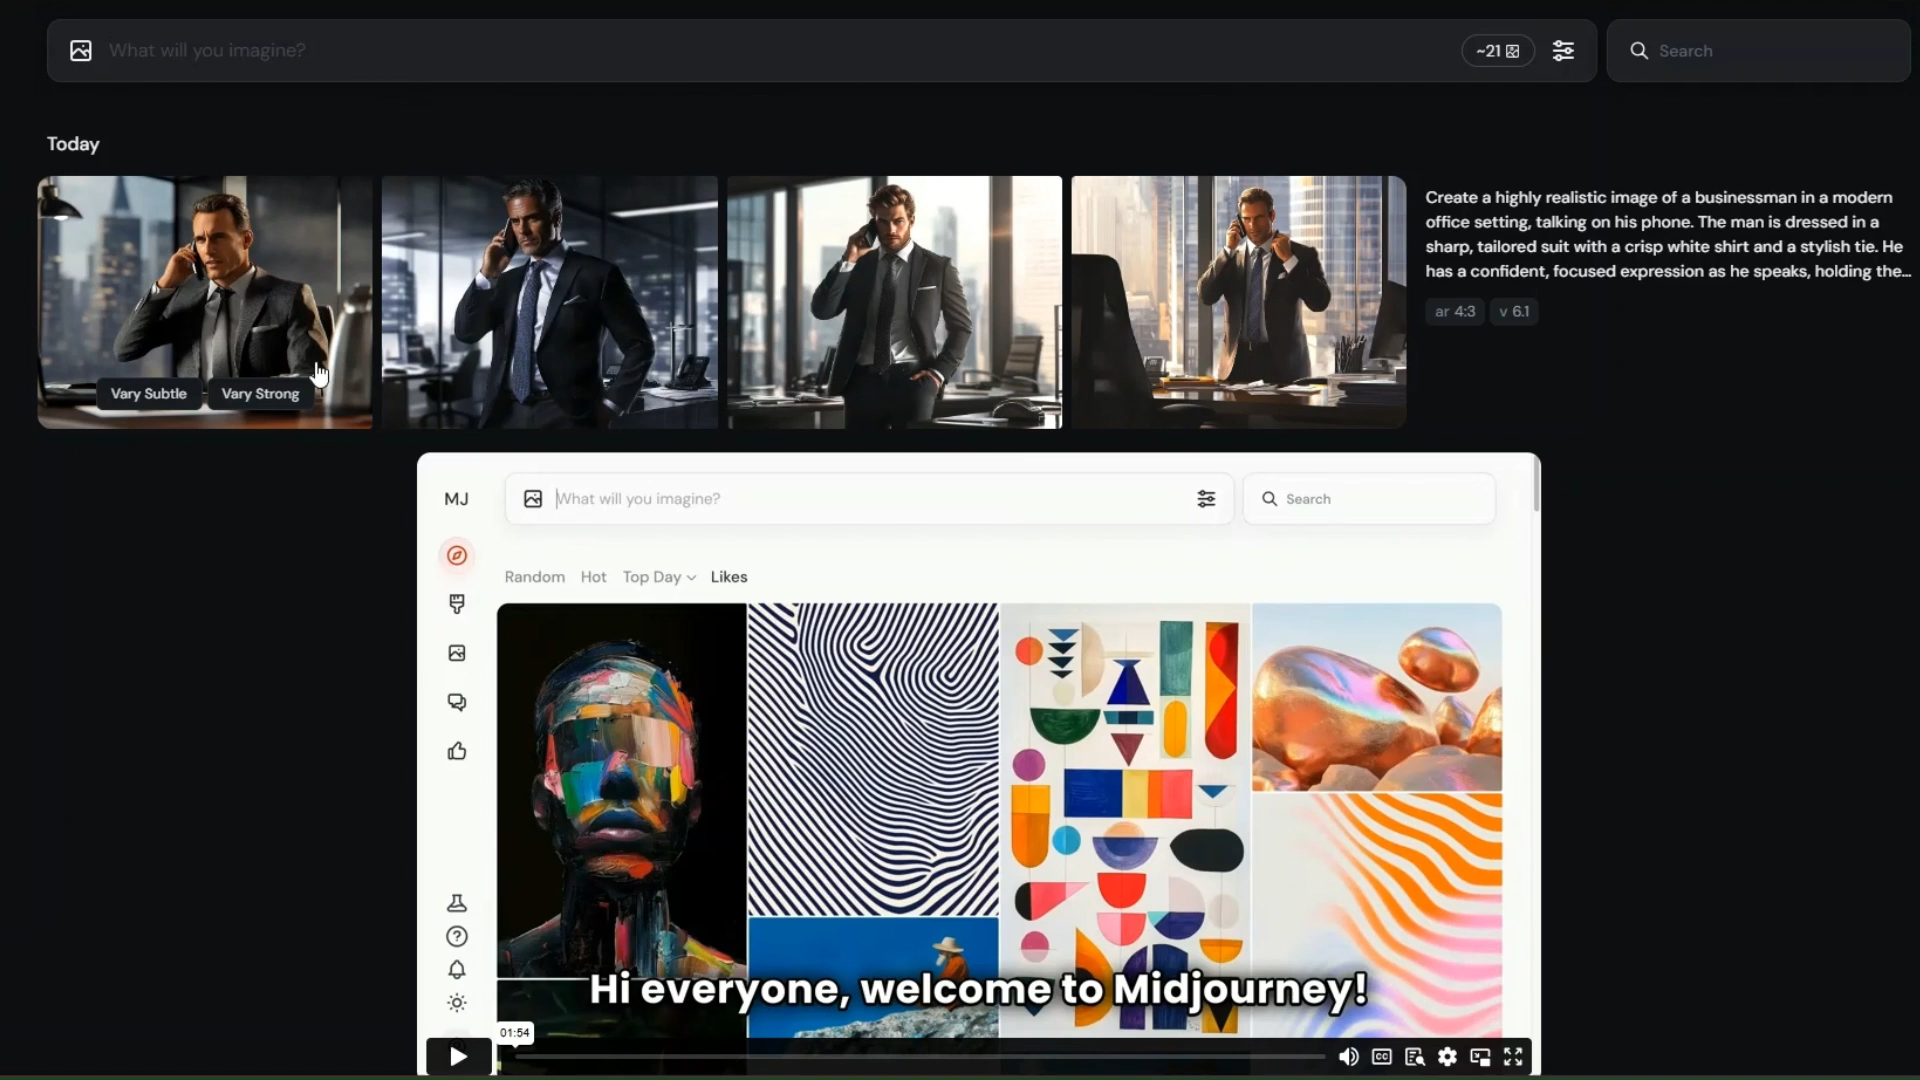 What will you imagine?
~21
Search
Today
Create a highly realistic image of a businessman in a modern
office setting, talking on his phone. The man is dressed in a
sharp, tailored suit with a crisp white shirt and a stylish tie. He
has a confident, focused expression as he speaks, holding the...
ar 4:3
v 6.1
Vary Subtle
Vary Strong
MJ
What will you imagine?
Search
Random
Hot
Top Day
Likes
Hi everyone, welcome to Midjourney!
01:54
CC